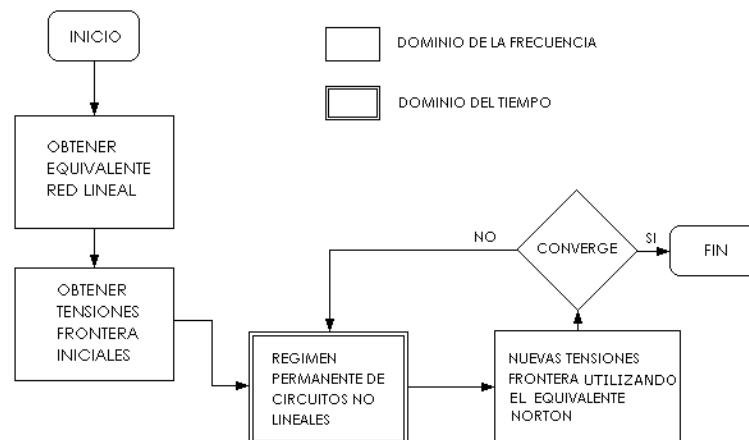 INICIO
DOMINIO DE LA FRECUENCIA
DOMINIO DEL TIEMPO
OBTENER
EQUIVALENTE
RED LINEAL
OBTENER
TENSIONES
FRONTERA
INICIALES
REGIMEN
PERMANENTE DE
CIRCUITOS NO
LINEALES
NUEVAS TENSIONES
FRONTERA UTILIZANDO
EL EQUIVALENTE
NORTON
CONVERGE
NO
SI
FIN